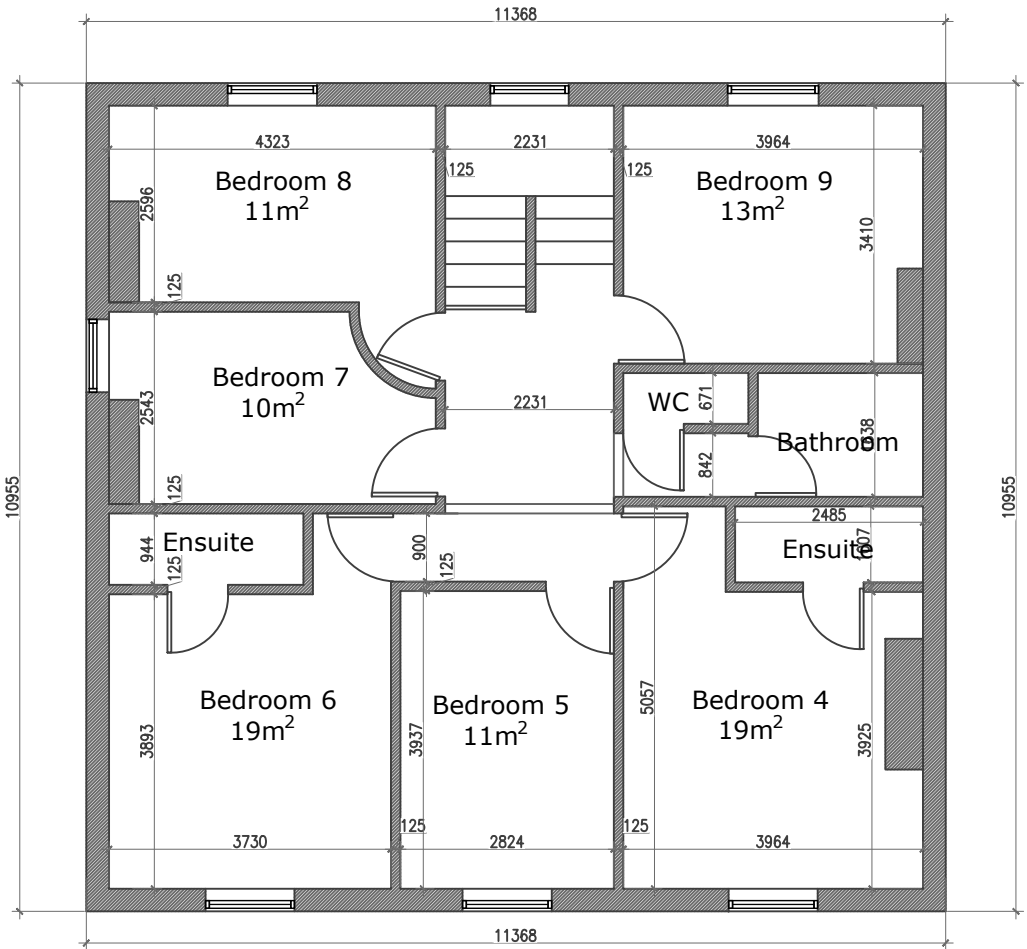 11368
4323
2231
3964
125
125
Bedroom 8
11m²
Bedroom 9
13m²
2596
3410
125
Bedroom 7
10m²
WC
671
2231
2543
Bathroom
842
125
10955
10955
2485
944
Ensuite
900
Ensuite
125
125
Bedroom 6
19m²
Bedroom 5
11m²
Bedroom 4
19m²
5057
3893
3937
3925
125
125
3730
2824
3964
11368